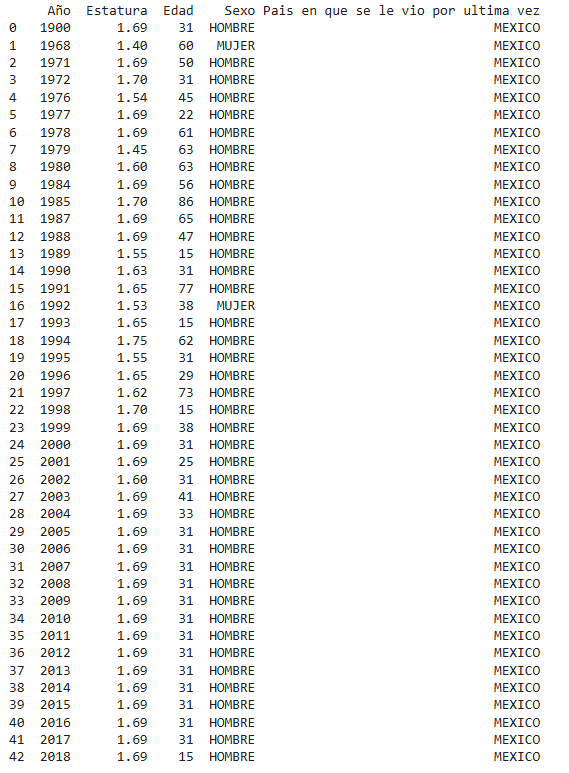 Año Estatura Edad Sexo Pais en que se le vio por ultima vez
0 1900 1.69 31 HOMBRE MEXICO
1 1968 1.40 60 MUJER MEXICO
2 1971 1.69 50 HOMBRE MEXICO
3 1972 1.70 31 HOMBRE MEXICO
4 1976 1.54 45 HOMBRE MEXICO
5 1977 1.69 22 HOMBRE MEXICO
6 1978 1.69 61 HOMBRE MEXICO
7 1979 1.45 63 HOMBRE MEXICO
8 1980 1.60 63 HOMBRE MEXICO
9 1984 1.69 56 HOMBRE MEXICO
10 1985 1.70 86 HOMBRE MEXICO
11 1987 1.69 65 HOMBRE MEXICO
12 1988 1.69 47 HOMBRE MEXICO
13 1989 1.55 15 HOMBRE MEXICO
14 1990 1.63 31 HOMBRE MEXICO
15 1991 1.65 77 HOMBRE MEXICO
16 1992 1.53 38 MUJER MEXICO
17 1993 1.65 15 HOMBRE MEXICO
18 1994 1.75 62 HOMBRE MEXICO
19 1995 1.55 31 HOMBRE MEXICO
20 1996 1.65 29 HOMBRE MEXICO
21 1997 1.62 73 HOMBRE MEXICO
22 1998 1.70 15 HOMBRE MEXICO
23 1999 1.69 38 HOMBRE MEXICO
24 2000 1.69 31 HOMBRE MEXICO
25 2001 1.69 25 HOMBRE MEXICO
26 2002 1.60 31 HOMBRE MEXICO
27 2003 1.69 41 HOMBRE MEXICO
28 2004 1.69 33 HOMBRE MEXICO
29 2005 1.69 31 HOMBRE MEXICO
30 2006 1.69 31 HOMBRE MEXICO
31 2007 1.69 31 HOMBRE MEXICO
32 2008 1.69 31 HOMBRE MEXICO
33 2009 1.69 31 HOMBRE MEXICO
34 2010 1.69 31 HOMBRE MEXICO
35 2011 1.69 31 HOMBRE MEXICO
36 2012 1.69 31 HOMBRE MEXICO
37 2013 1.69 31 HOMBRE MEXICO
38 2014 1.69 31 HOMBRE MEXICO
39 2015 1.69 31 HOMBRE MEXICO
40 2016 1.69 31 HOMBRE MEXICO
41 2017 1.69 31 HOMBRE MEXICO
42 2018 1.69 15 HOMBRE MEXICO